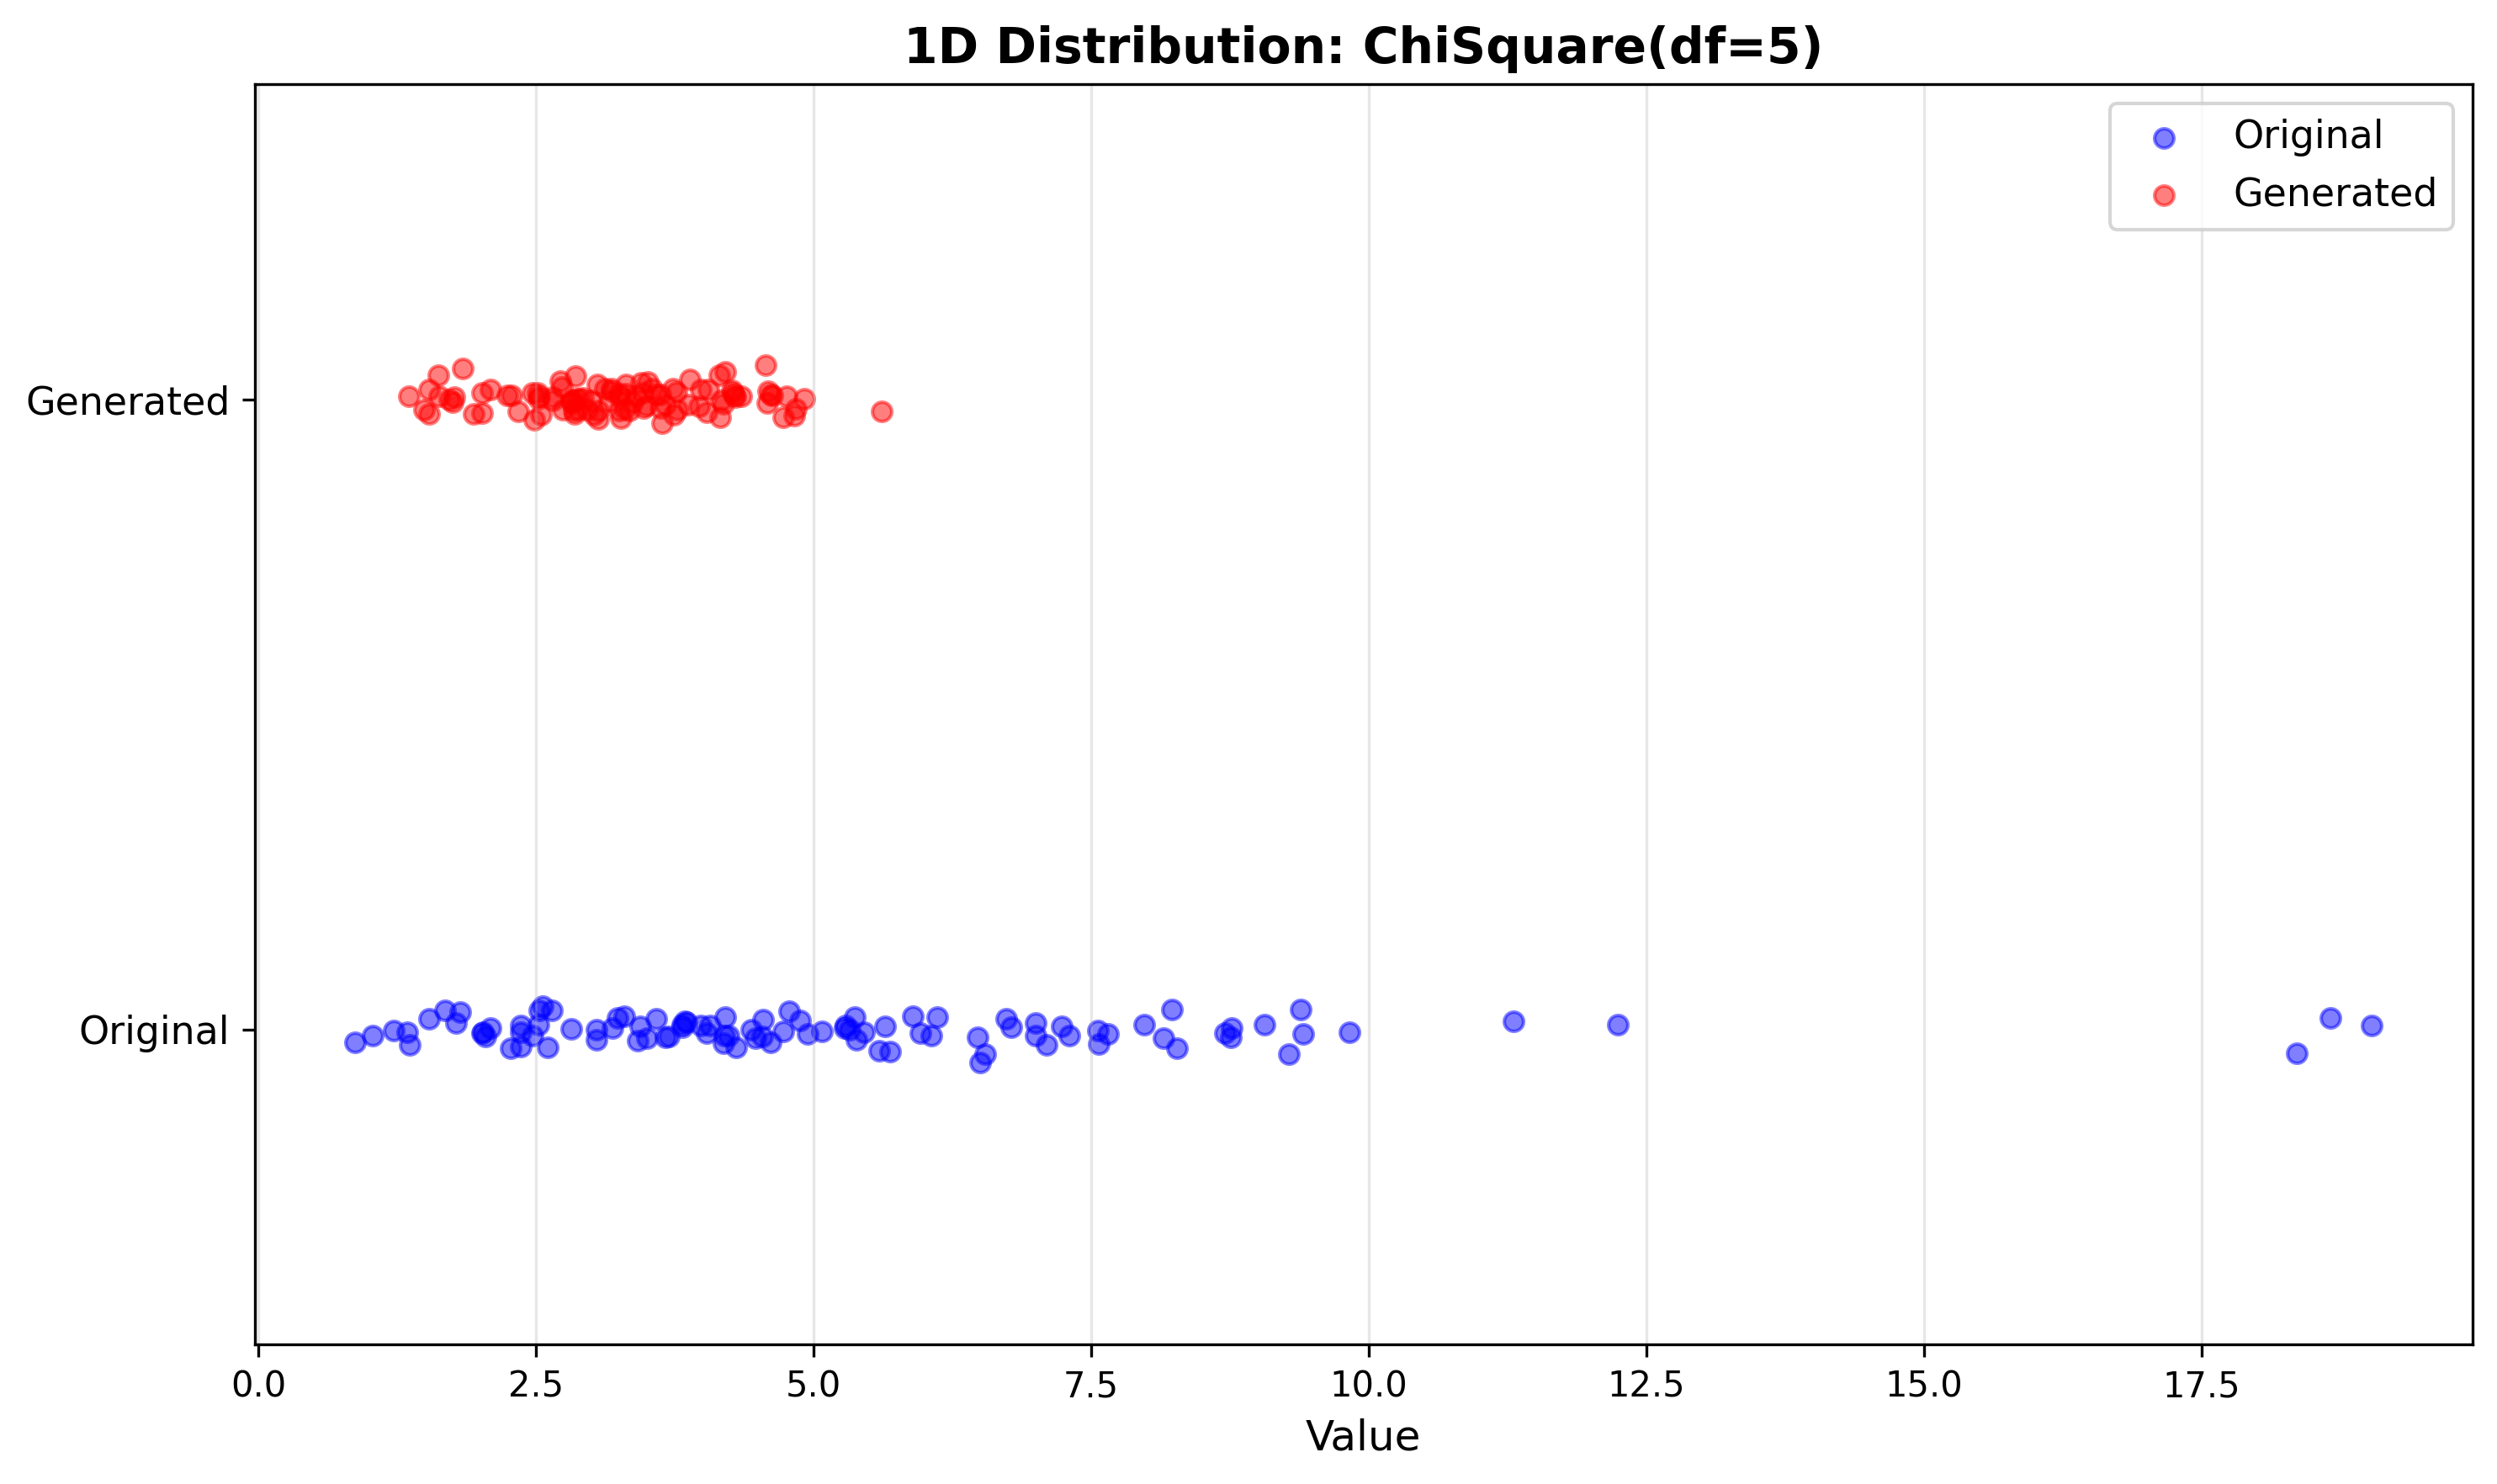 1D Distribution: ChiSquare(df=5)
Original
Generated
Generated
Original
0.0 2.5 5.0 7.5 10.0 12.5 15.0 17.5
Value